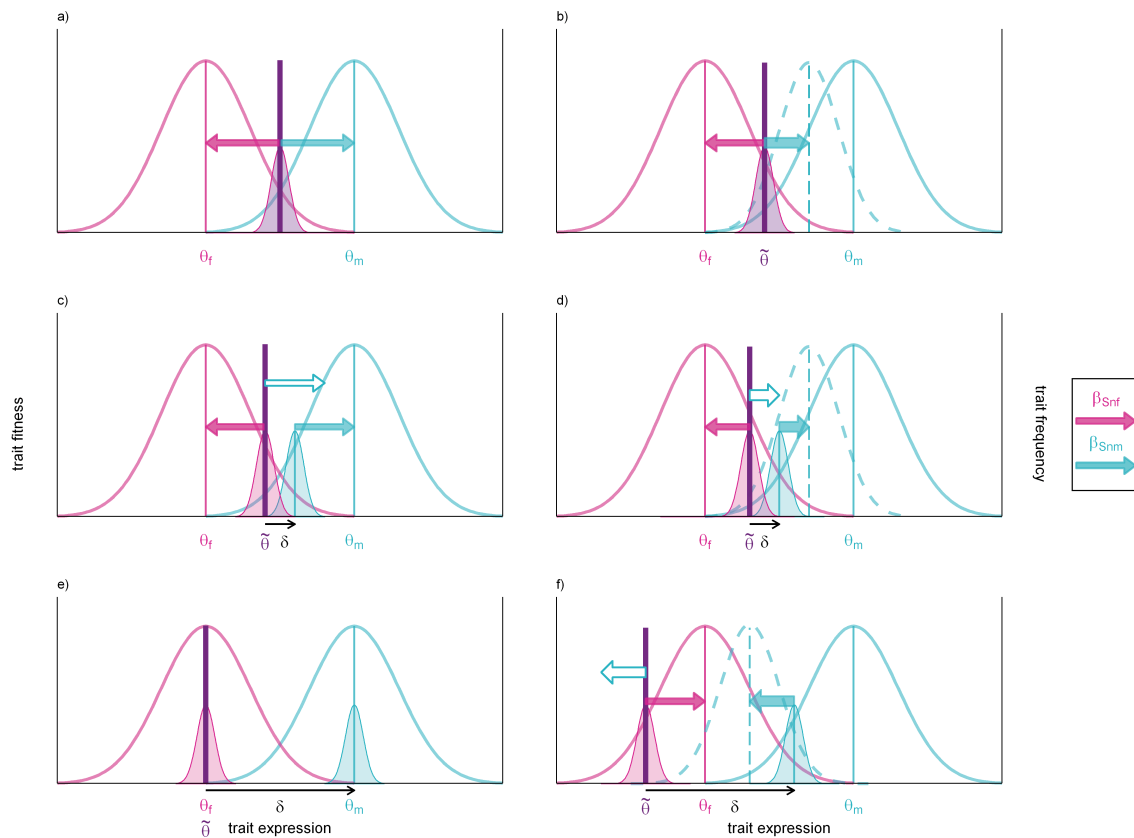 a)
b)
θf
θm
θf
θ̃
θm
c)
d)
trait fitness
trait frequency
βSnf
βSnm
θf
θ̃
δ
θm
θf
θ̃
δ
θm
e)
f)
θf
δ
θm
θ̃
trait expression
θ̃
θf
δ
θm
trait expression